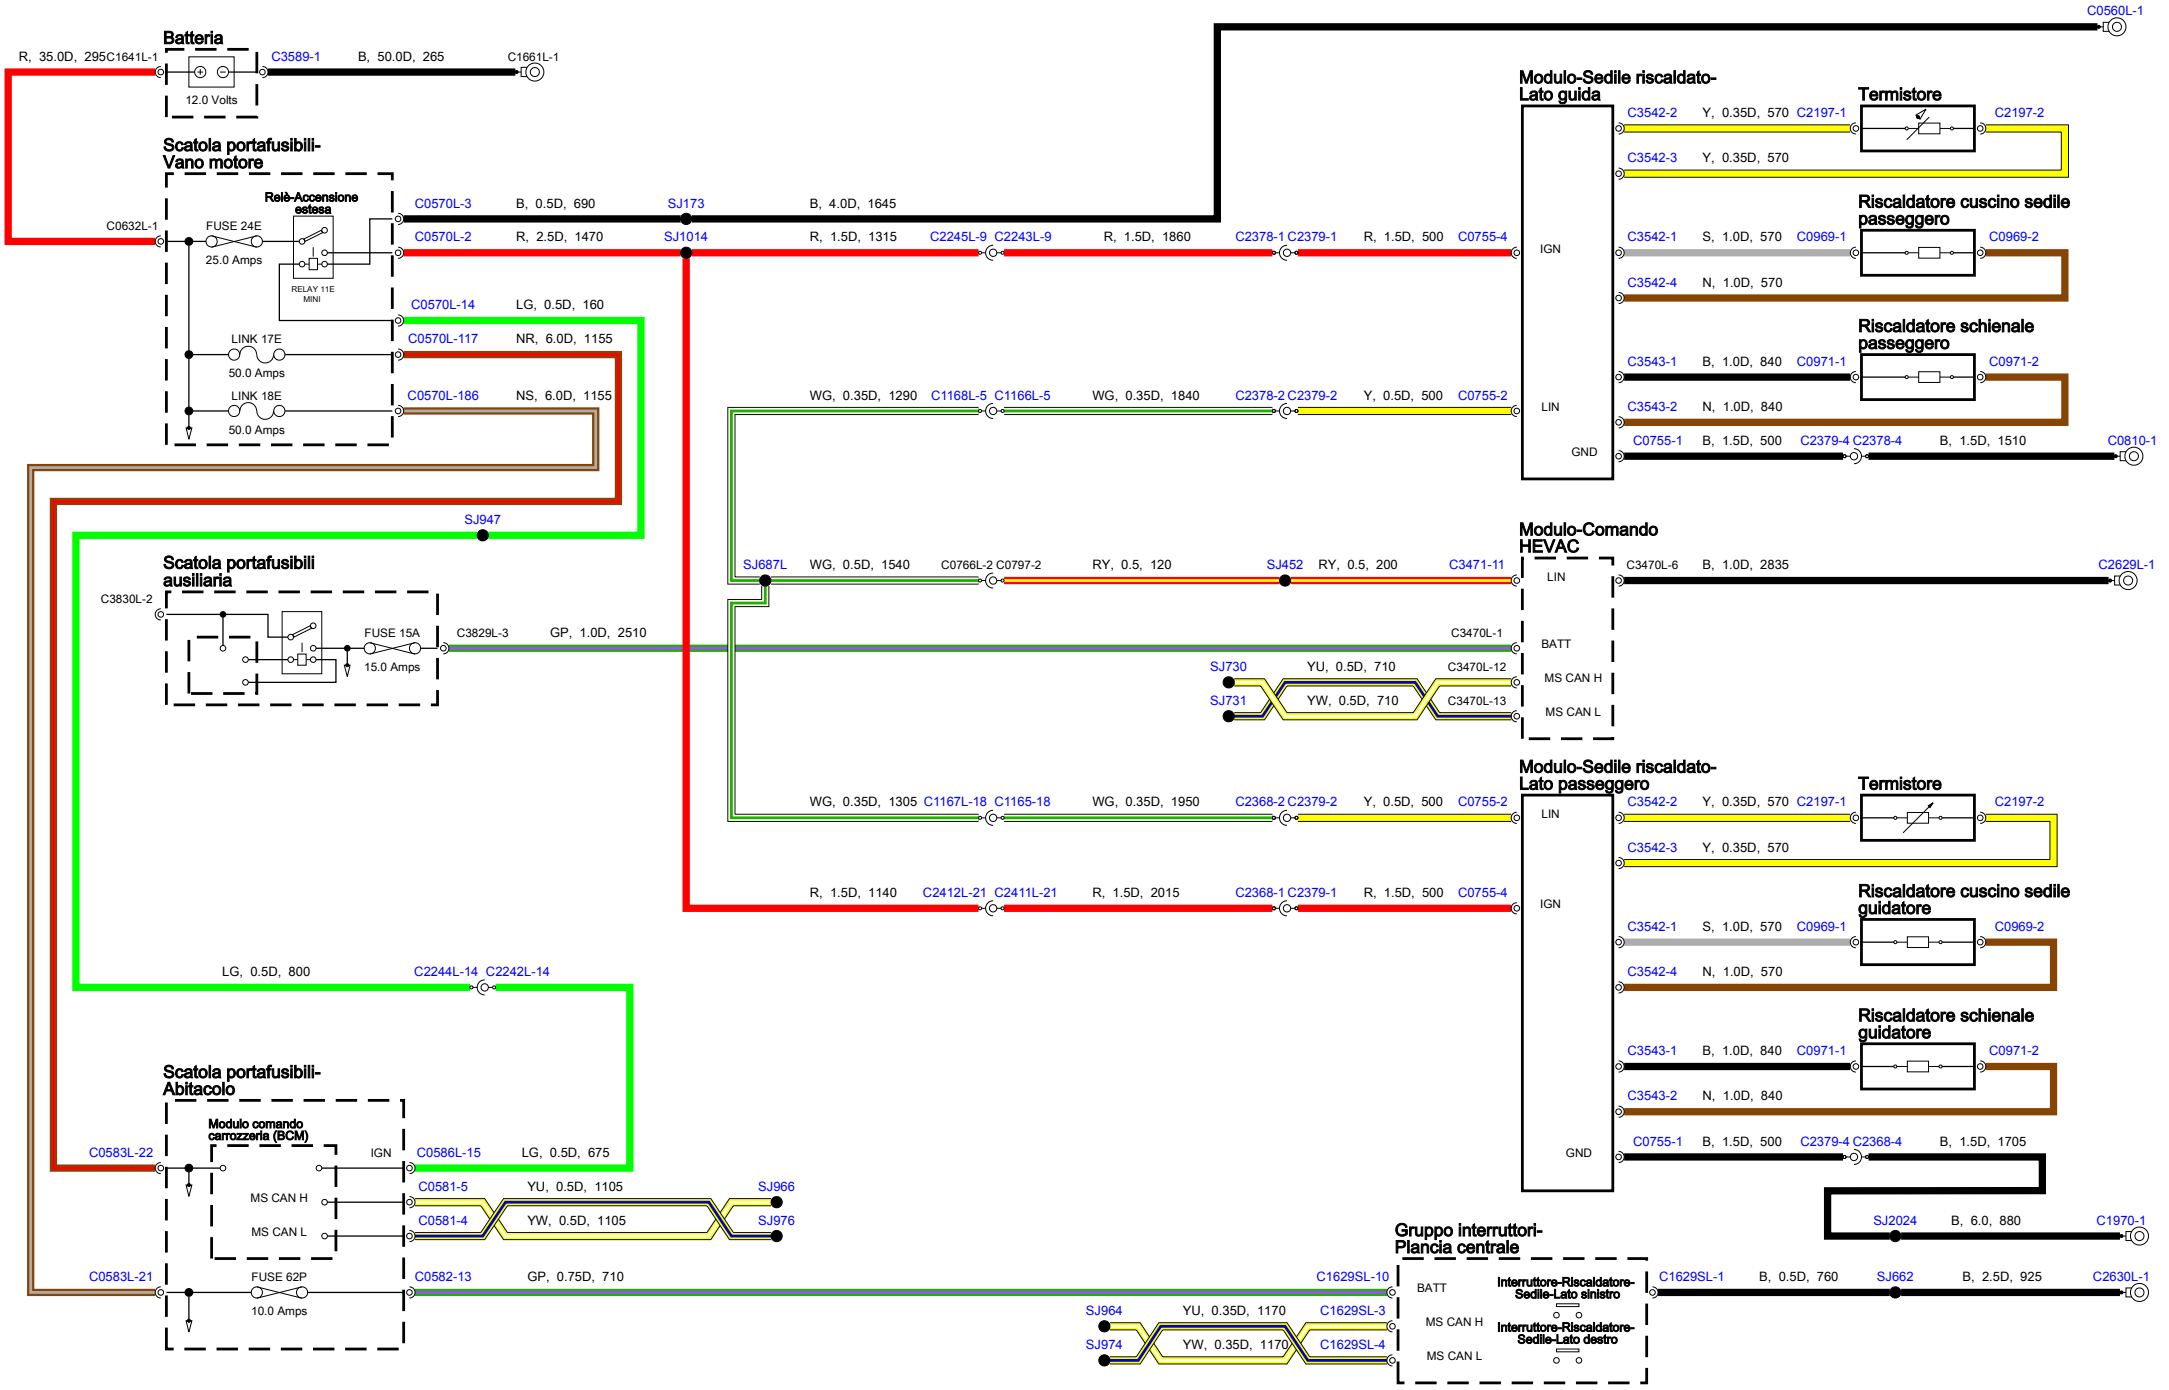 C0560L-1
Batteria
R, 35.0D, 295
C1641L-1
C3589-1
B, 50.0D, 265
C1661L-1
12.0 Volts
Scatola portafusibili-
Vano motore
Relè-Accensione
estesa
C0632L-1
FUSE 24E
25.0 Amps
RELAY 11E
MINI
LINK 17E
50.0 Amps
LINK 18E
50.0 Amps
C0570L-3
B, 0.5D, 690
SJ173
B, 4.0D, 1645
C0570L-2
R, 2.5D, 1470
SJ1014
R, 1.5D, 1315
C2245L-9
C2243L-9
R, 1.5D, 1860
C2378-1
C2379-1
R, 1.5D, 500
C0755-4
C0570L-14
LG, 0.5D, 160
C0570L-117
NR, 6.0D, 1155
C0570L-186
NS, 6.0D, 1155
WG, 0.35D, 1290
C1168L-5
C1166L-5
WG, 0.35D, 1840
C2378-2
C2379-2
Y, 0.5D, 500
C0755-2
Modulo-Sedile riscaldato-
Lato guida
IGN
LIN
GND
C3542-2
Y, 0.35D, 570
C2197-1
Termistore
C2197-2
C3542-3
Y, 0.35D, 570
Riscaldatore cuscino sedile
passeggero
C3542-1
S, 1.0D, 570
C0969-1
C0969-2
C3542-4
N, 1.0D, 570
Riscaldatore schienale
passeggero
C3543-1
B, 1.0D, 840
C0971-1
C0971-2
C3543-2
N, 1.0D, 840
C0755-1
B, 1.5D, 500
C2379-4
C2378-4
B, 1.5D, 1510
C0810-1
SJ947
Scatola portafusibili
ausiliaria
C3830L-2
FUSE 15A
15.0 Amps
C3829L-3
GP, 1.0D, 2510
SJ687L
WG, 0.5D, 1540
C0766L-2
C0797-2
RY, 0.5, 120
SJ452
RY, 0.5, 200
C3471-11
Modulo-Comando
HEVAC
LIN
BATT
MS CAN H
MS CAN L
C3470L-6
B, 1.0D, 2835
C2629L-1
C3470L-1
SJ730
YU, 0.5D, 710
C3470L-12
SJ731
YW, 0.5D, 710
C3470L-13
Modulo-Sedile riscaldato-
Lato passeggero
WG, 0.35D, 1305
C1167L-18
C1165-18
WG, 0.35D, 1950
C2368-2
C2379-2
Y, 0.5D, 500
C0755-2
LIN
R, 1.5D, 1140
C2412L-21
C2411L-21
R, 1.5D, 2015
C2368-1
C2379-1
R, 1.5D, 500
C0755-4
IGN
GND
C3542-2
Y, 0.35D, 570
C2197-1
Termistore
C2197-2
C3542-3
Y, 0.35D, 570
Riscaldatore cuscino sedile
guidatore
C3542-1
S, 1.0D, 570
C0969-1
C0969-2
C3542-4
N, 1.0D, 570
Riscaldatore schienale
guidatore
C3543-1
B, 1.0D, 840
C0971-1
C0971-2
C3543-2
N, 1.0D, 840
C0755-1
B, 1.5D, 500
C2379-4
C2368-4
B, 1.5D, 1705
SJ2024
B, 6.0, 880
C1970-1
LG, 0.5D, 800
C2244L-14
C2242L-14
Scatola portafusibili-
Abitacolo
Modulo comando
carrozzeria (BCM)
C0583L-22
IGN
C0586L-15
LG, 0.5D, 675
MS CAN H
C0581-5
YU, 0.5D, 1105
SJ966
MS CAN L
C0581-4
YW, 0.5D, 1105
SJ976
C0583L-21
FUSE 62P
10.0 Amps
C0582-13
GP, 0.75D, 710
Gruppo interruttori-
Plancia centrale
C1629SL-10
BATT
SJ964
YU, 0.35D, 1170
C1629SL-3
MS CAN H
SJ974
YW, 0.35D, 1170
C1629SL-4
MS CAN L
Interruttore-Riscaldatore-
Sedile-Lato sinistro
Interruttore-Riscaldatore-
Sedile-Lato destro
C1629SL-1
B, 0.5D, 760
SJ662
B, 2.5D, 925
C2630L-1